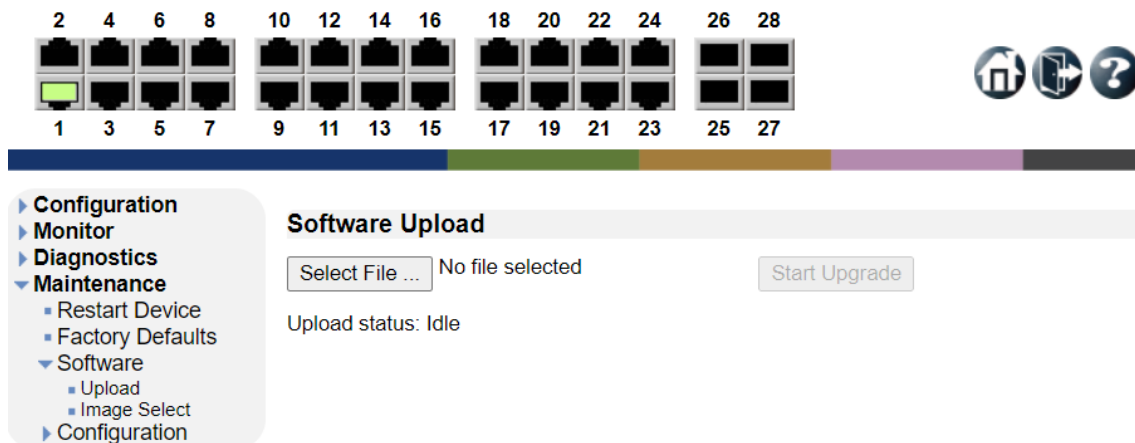 2 4 6 8 10 12 14 16 18 20 22 24 26 28
?
1 3 5 7 9 11 13 15 17 19 21 23 25 27
Configuration
Monitor
Diagnostics
Maintenance
Restart Device
Factory Defaults
Software
Upload
Image Select
Configuration
Software Upload
Select File ... No file selected Start Upgrade
Upload status: Idle